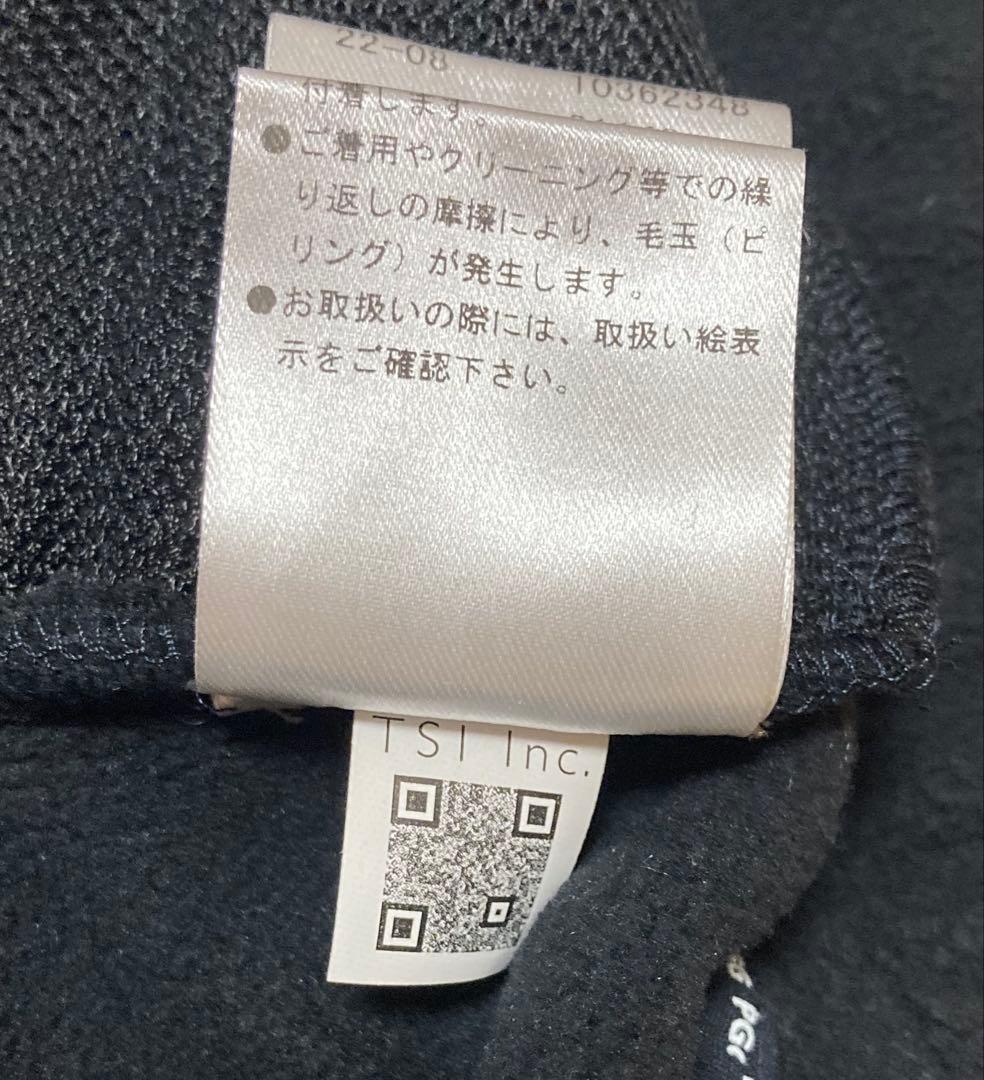 22-08
10362348
付着します。
●ご着用やクリーニング等での繰
り返しの摩擦により、毛玉（ピ
リング）が発生します。
●お取扱いの際には、取扱い絵表
示をご確認下さい。
TSI Inc.
PG